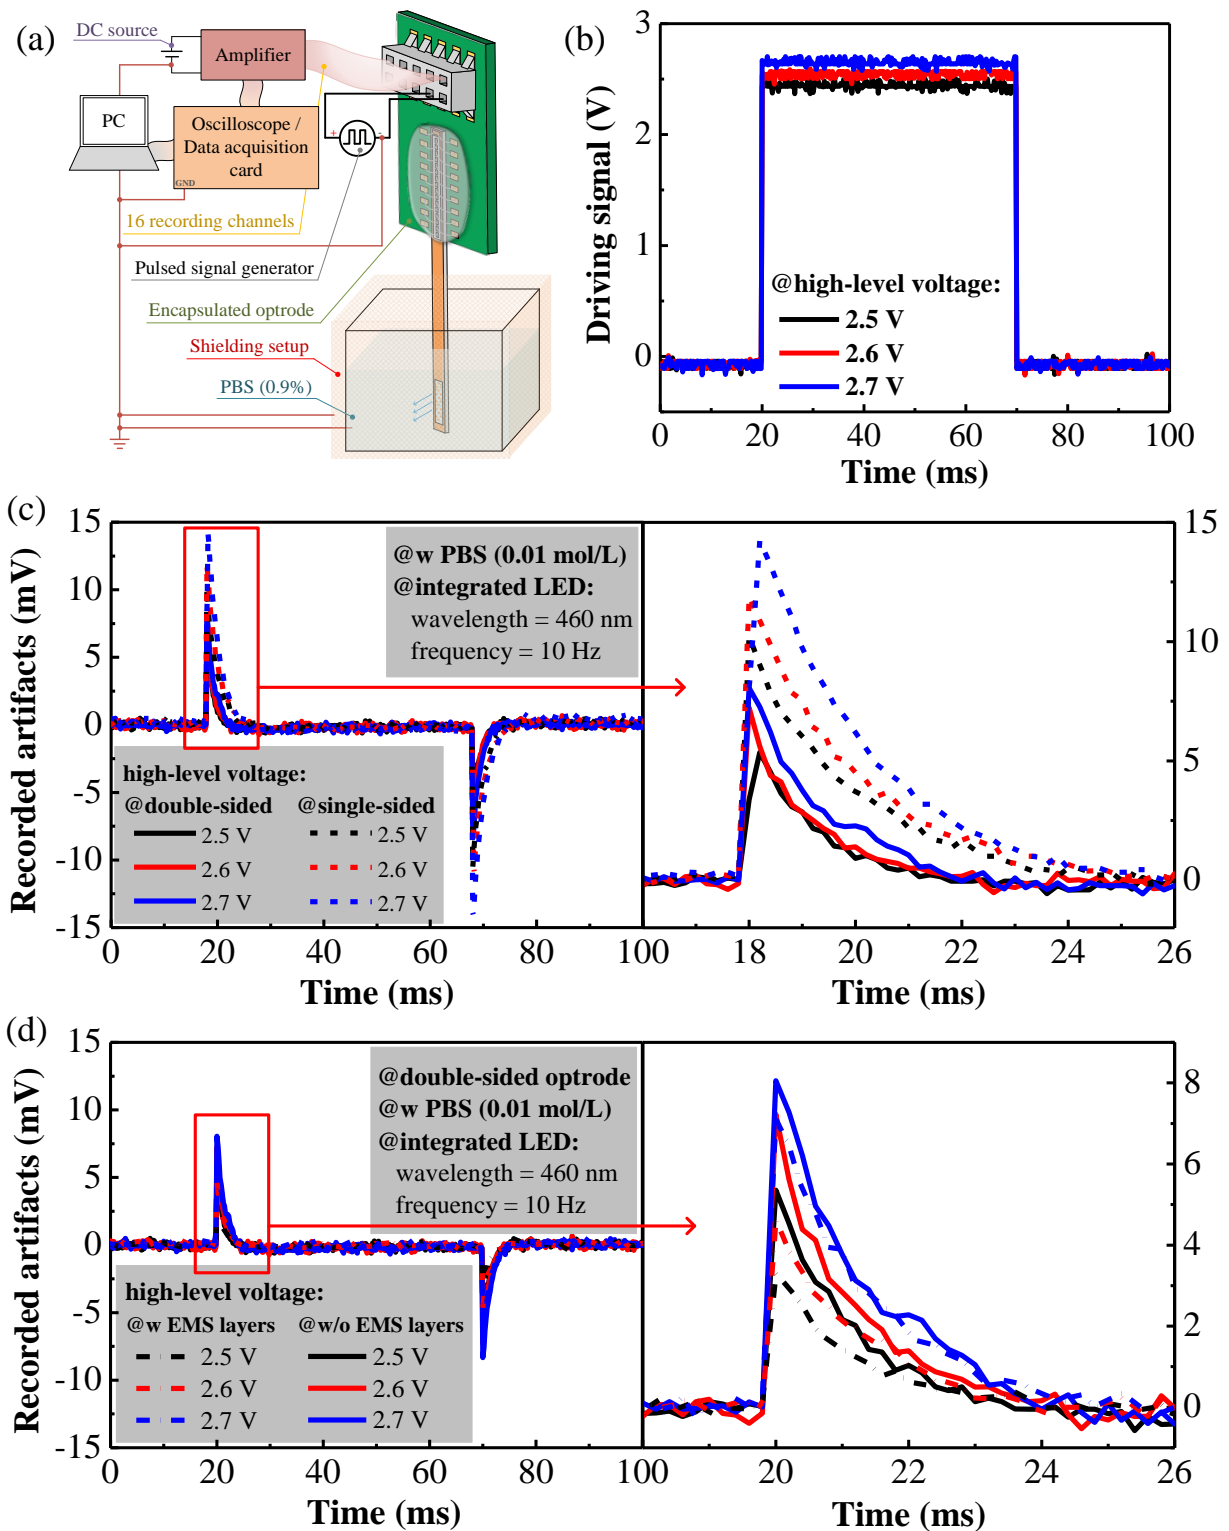 (a)
DC source
Amplifier
PC
Oscilloscope /
Data acquisition
card
GND
+
-
16 recording channels
Pulsed signal generator
Encapsulated optrode
Shielding setup
PBS (0.9%)
(b)
Driving signal (V)
3
2
1
0
@high-level voltage:
2.5 V
2.6 V
2.7 V
0 20 40 60 80 100
Time (ms)
(c)
Recorded artifacts (mV)
15
10
5
0
-5
-10
-15
@w PBS (0.01 mol/L)
@integrated LED:
wavelength = 460 nm
frequency = 10 Hz
high-level voltage:
@double-sided @single-sided
2.5 V 2.5 V
2.6 V 2.6 V
2.7 V 2.7 V
0 20 40 60 80 100
Time (ms)
15
10
5
0
18 20 22 24 26
Time (ms)
(d)
Recorded artifacts (mV)
15
10
5
0
-5
-10
-15
@double-sided optrode
@w PBS (0.01 mol/L)
@integrated LED:
wavelength = 460 nm
frequency = 10 Hz
high-level voltage:
@w EMS layers @w/o EMS layers
2.5 V 2.5 V
2.6 V 2.6 V
2.7 V 2.7 V
0 20 40 60 80 100
Time (ms)
8
6
4
2
0
20 22 24 26
Time (ms)